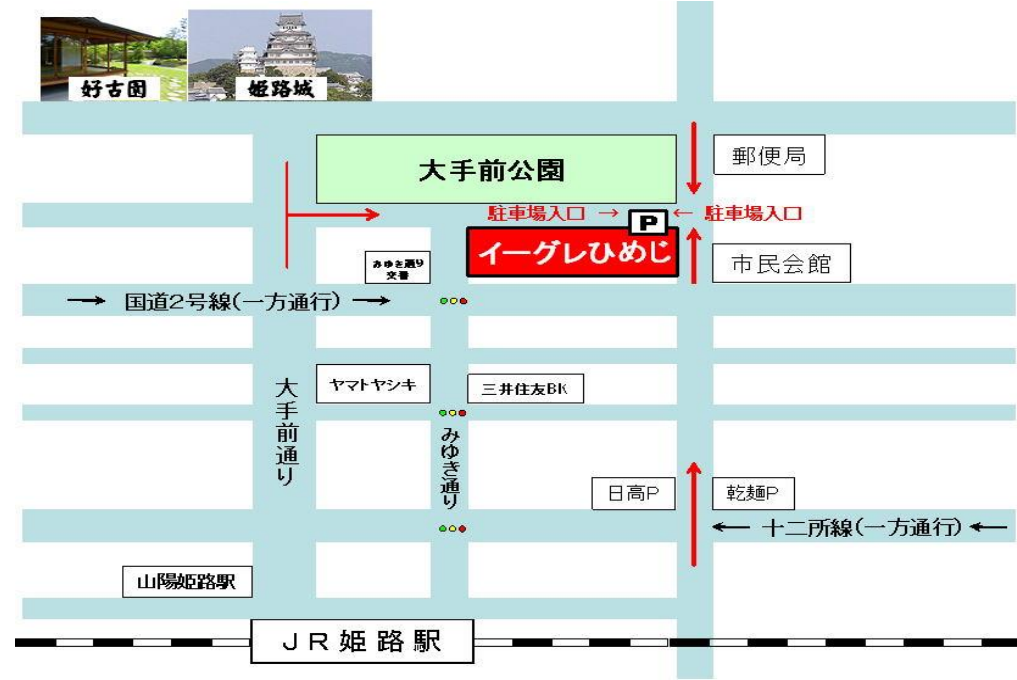 好古園
姫路城
大手前公園
郵便局
駐車場入口 →
P
← 駐車場入口
イーグレひめじ
みゆき通り
交番
市民会館
→ 国道2号線(一方通行) →
ヤマトヤシキ
三井住友BK
大手前通り
みゆき通り
日高P
乾麺P
← 十二所線(一方通行) ←
山陽姫路駅
JR姫路駅